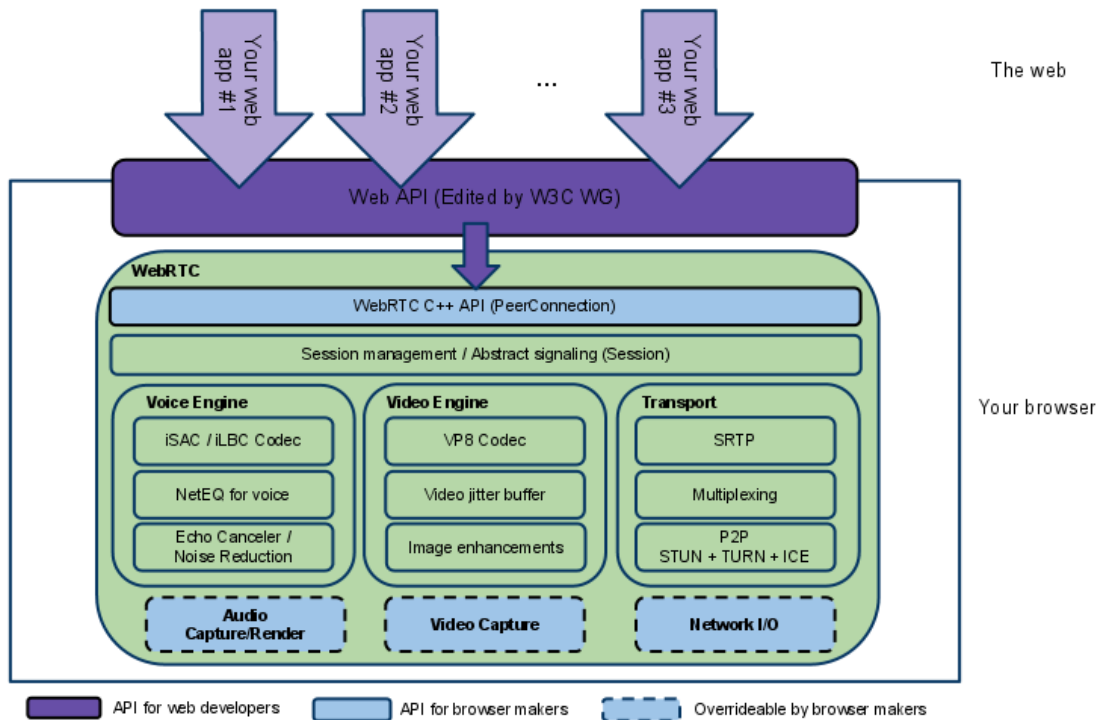 Your web
app #1
Your web
app #2
...
Your web
app #3
The web
Web API (Edited by W3C WG)
WebRTC
WebRTC C++ API (PeerConnection)
Session management / Abstract signaling (Session)
Your browser
Voice Engine
iSAC / iLBC Codec
NetEQ for voice
Echo Canceler /
Noise Reduction
Video Engine
VP8 Codec
Video jitter buffer
Image enhancements
Transport
SRTP
Multiplexing
P2P
STUN + TURN + ICE
Audio
Capture/Render
Video Capture
Network I/O
API for web developers
API for browser makers
Overrideable by browser makers